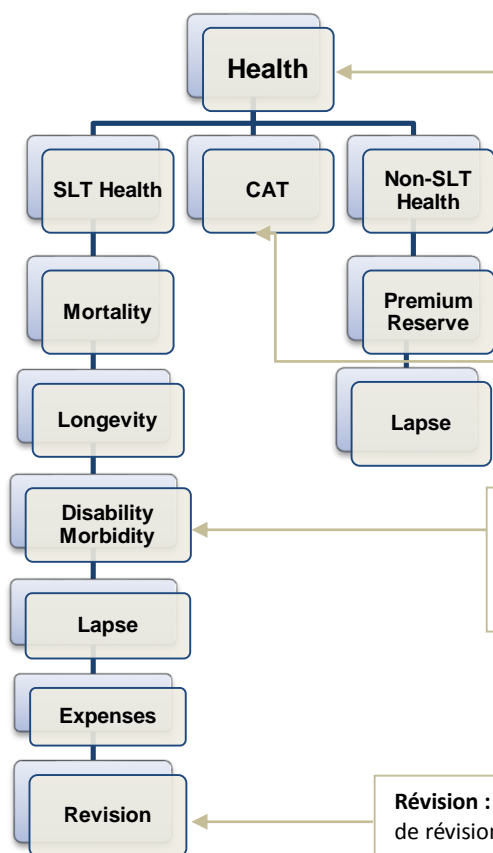 Health
SLT Health
CAT
Non-SLT
Health
Mortality
Premium
Reserve
Longevity
Lapse
Disability
Morbidity
Lapse
Expenses
Revision
Révision :
de révision